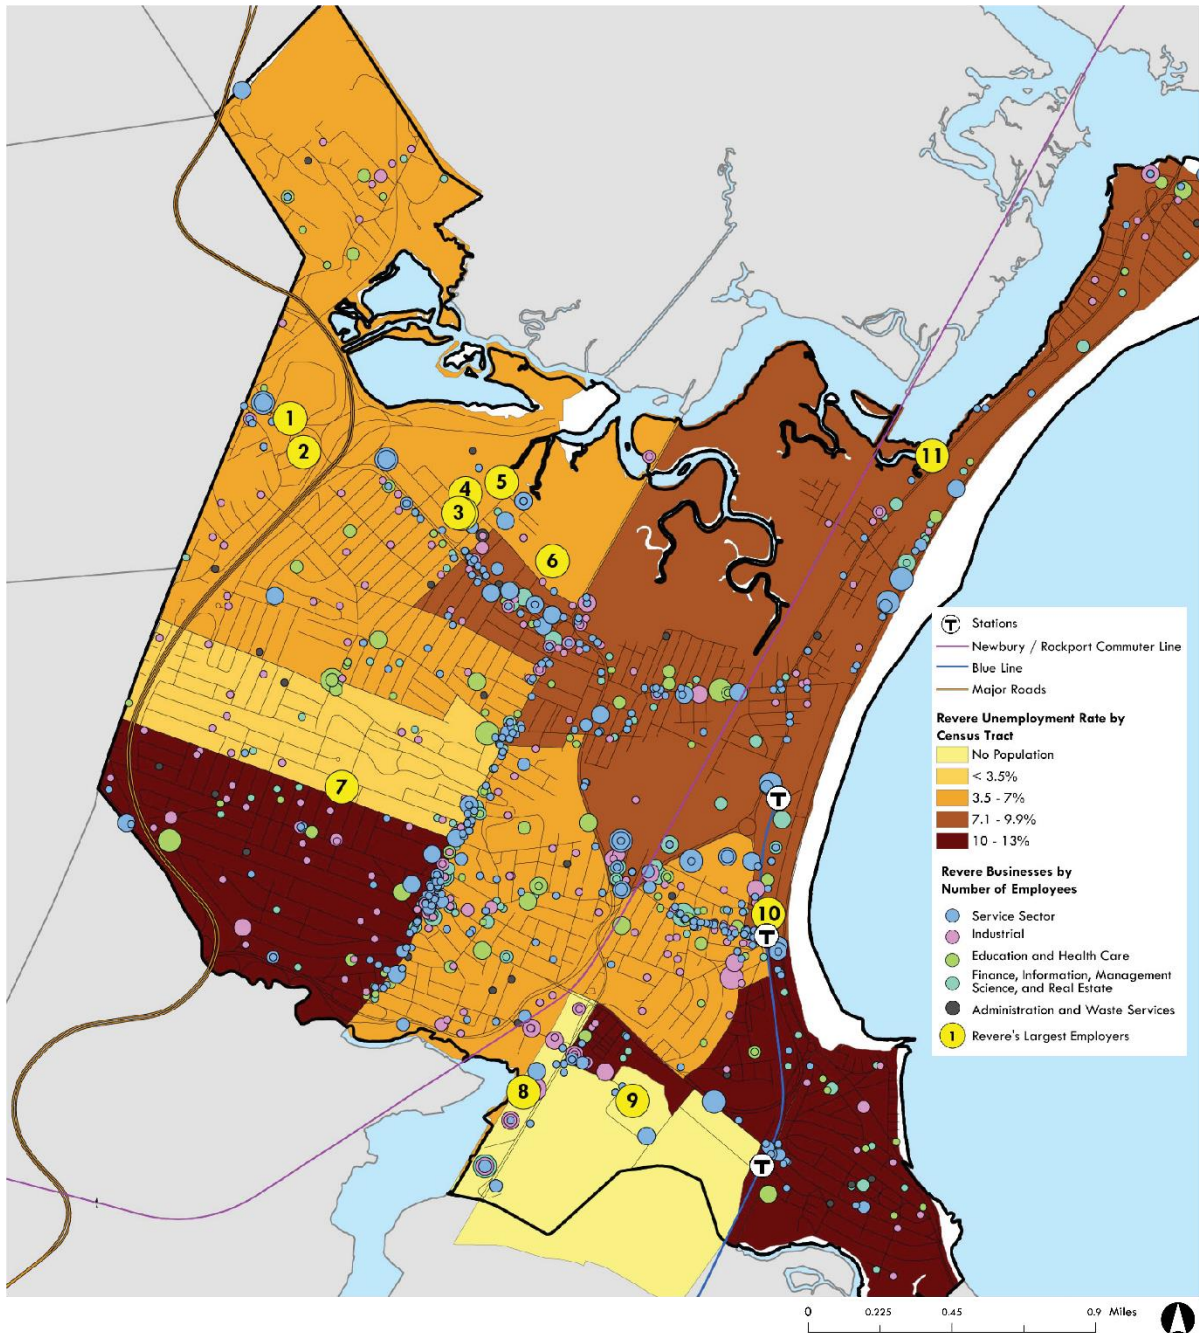 1
2
4
5
3
6
11
7
10
8
9
T
T
T
T Stations
Newbury / Rockport Commuter Line
Blue Line
Major Roads
Revere Unemployment Rate by
Census Tract
No Population
< 3.5%
3.5 - 7%
7.1 - 9.9%
10 - 13%
Revere Businesses by
Number of Employees
Service Sector
Industrial
Education and Health Care
Finance, Information, Management
Science, and Real Estate
Administration and Waste Services
1 Revere's Largest Employers
0 0.225 0.45 0.9 Miles